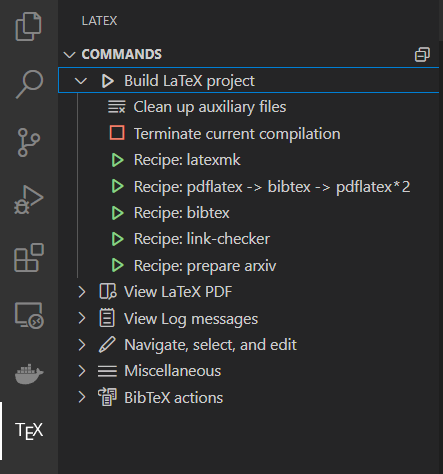 LATEX
COMMANDS
Build LaTeX project
Clean up auxiliary files
Terminate current compilation
Recipe: latexmk
Recipe: pdflatex -> bibtex -> pdflatex*2
Recipe: bibtex
Recipe: link-checker
Recipe: prepare arxiv
View LaTeX PDF
View Log messages
Navigate, select, and edit
Miscellaneous
BibTeX actions
TEX